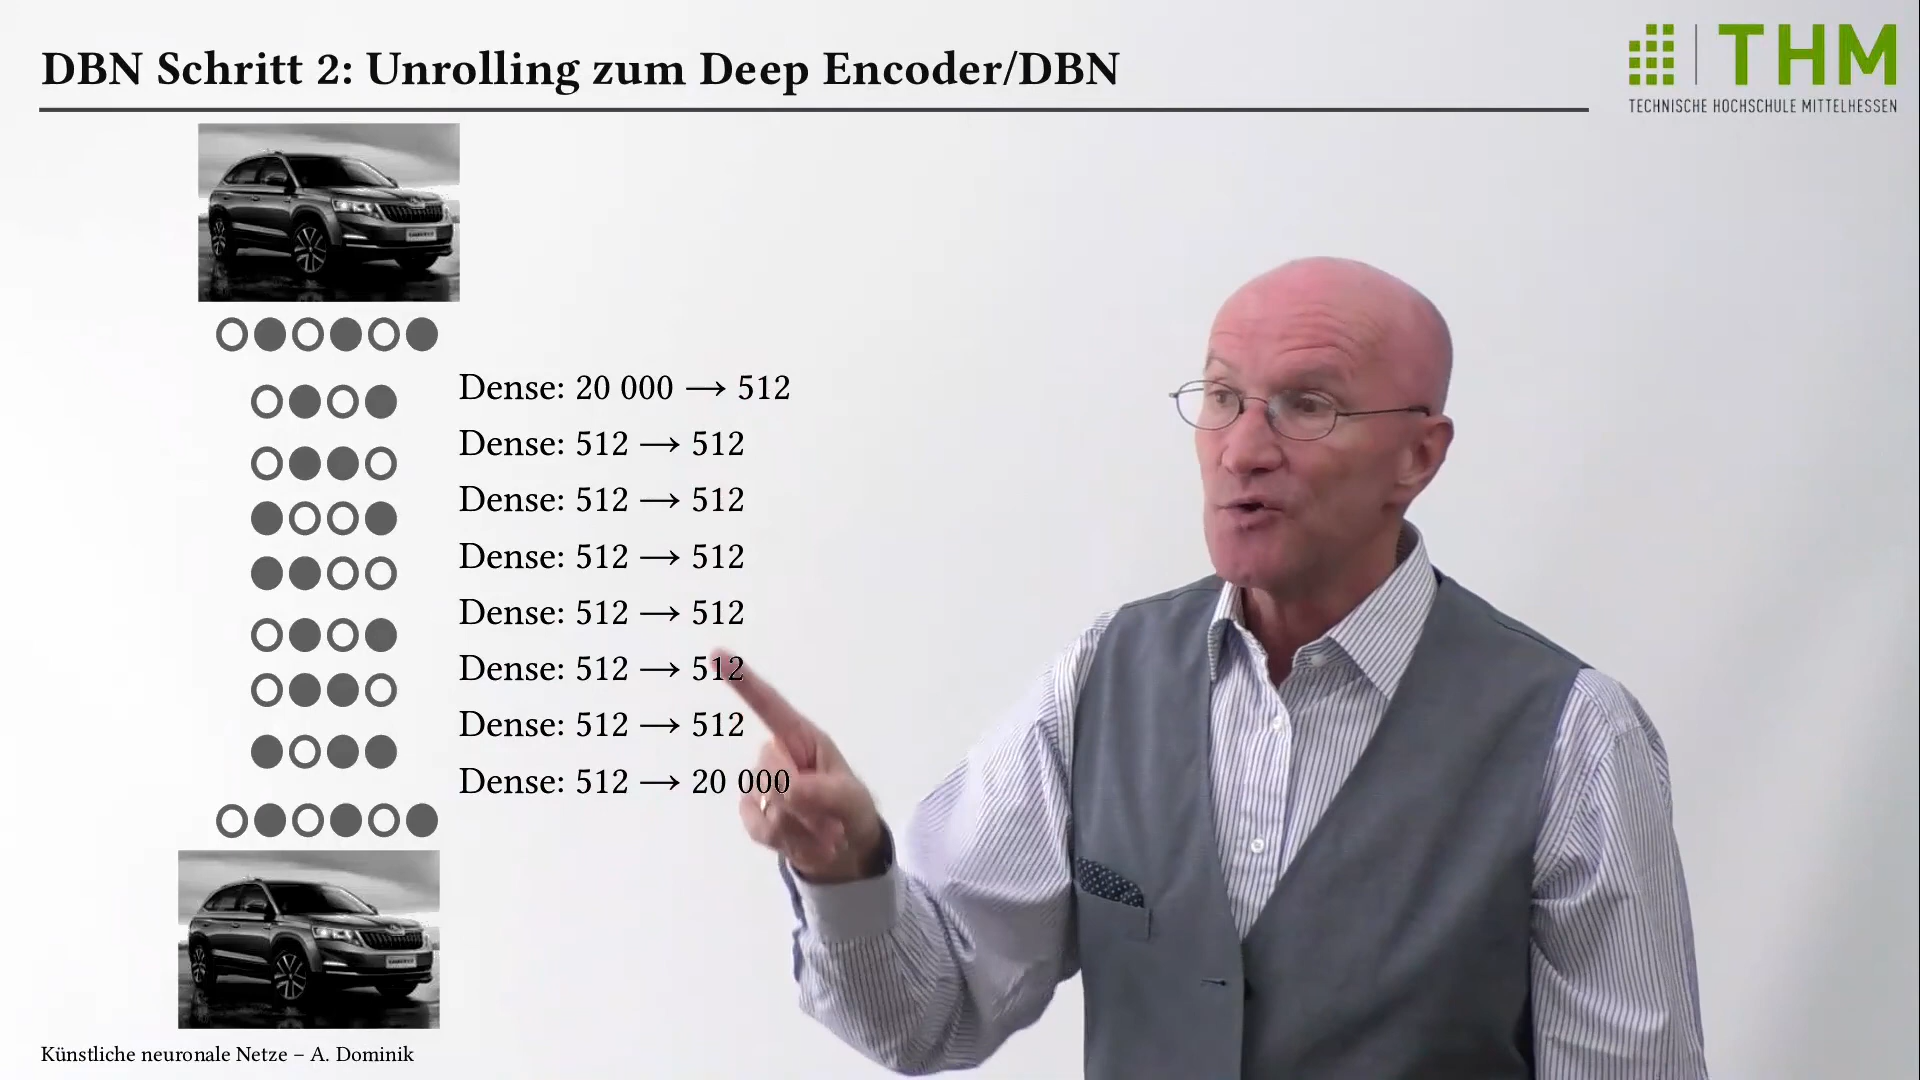 DBN Schritt 2: Unrolling zum Deep Encoder/DBN
THM
TECHNISCHE HOCHSCHULE MITTELHESSEN
Dense: 20 000 → 512
Dense: 512 → 512
Dense: 512 → 512
Dense: 512 → 512
Dense: 512 → 512
Dense: 512 → 512
Dense: 512 → 512
Dense: 512 → 20 000
Künstliche neuronale Netze – A. Dominik